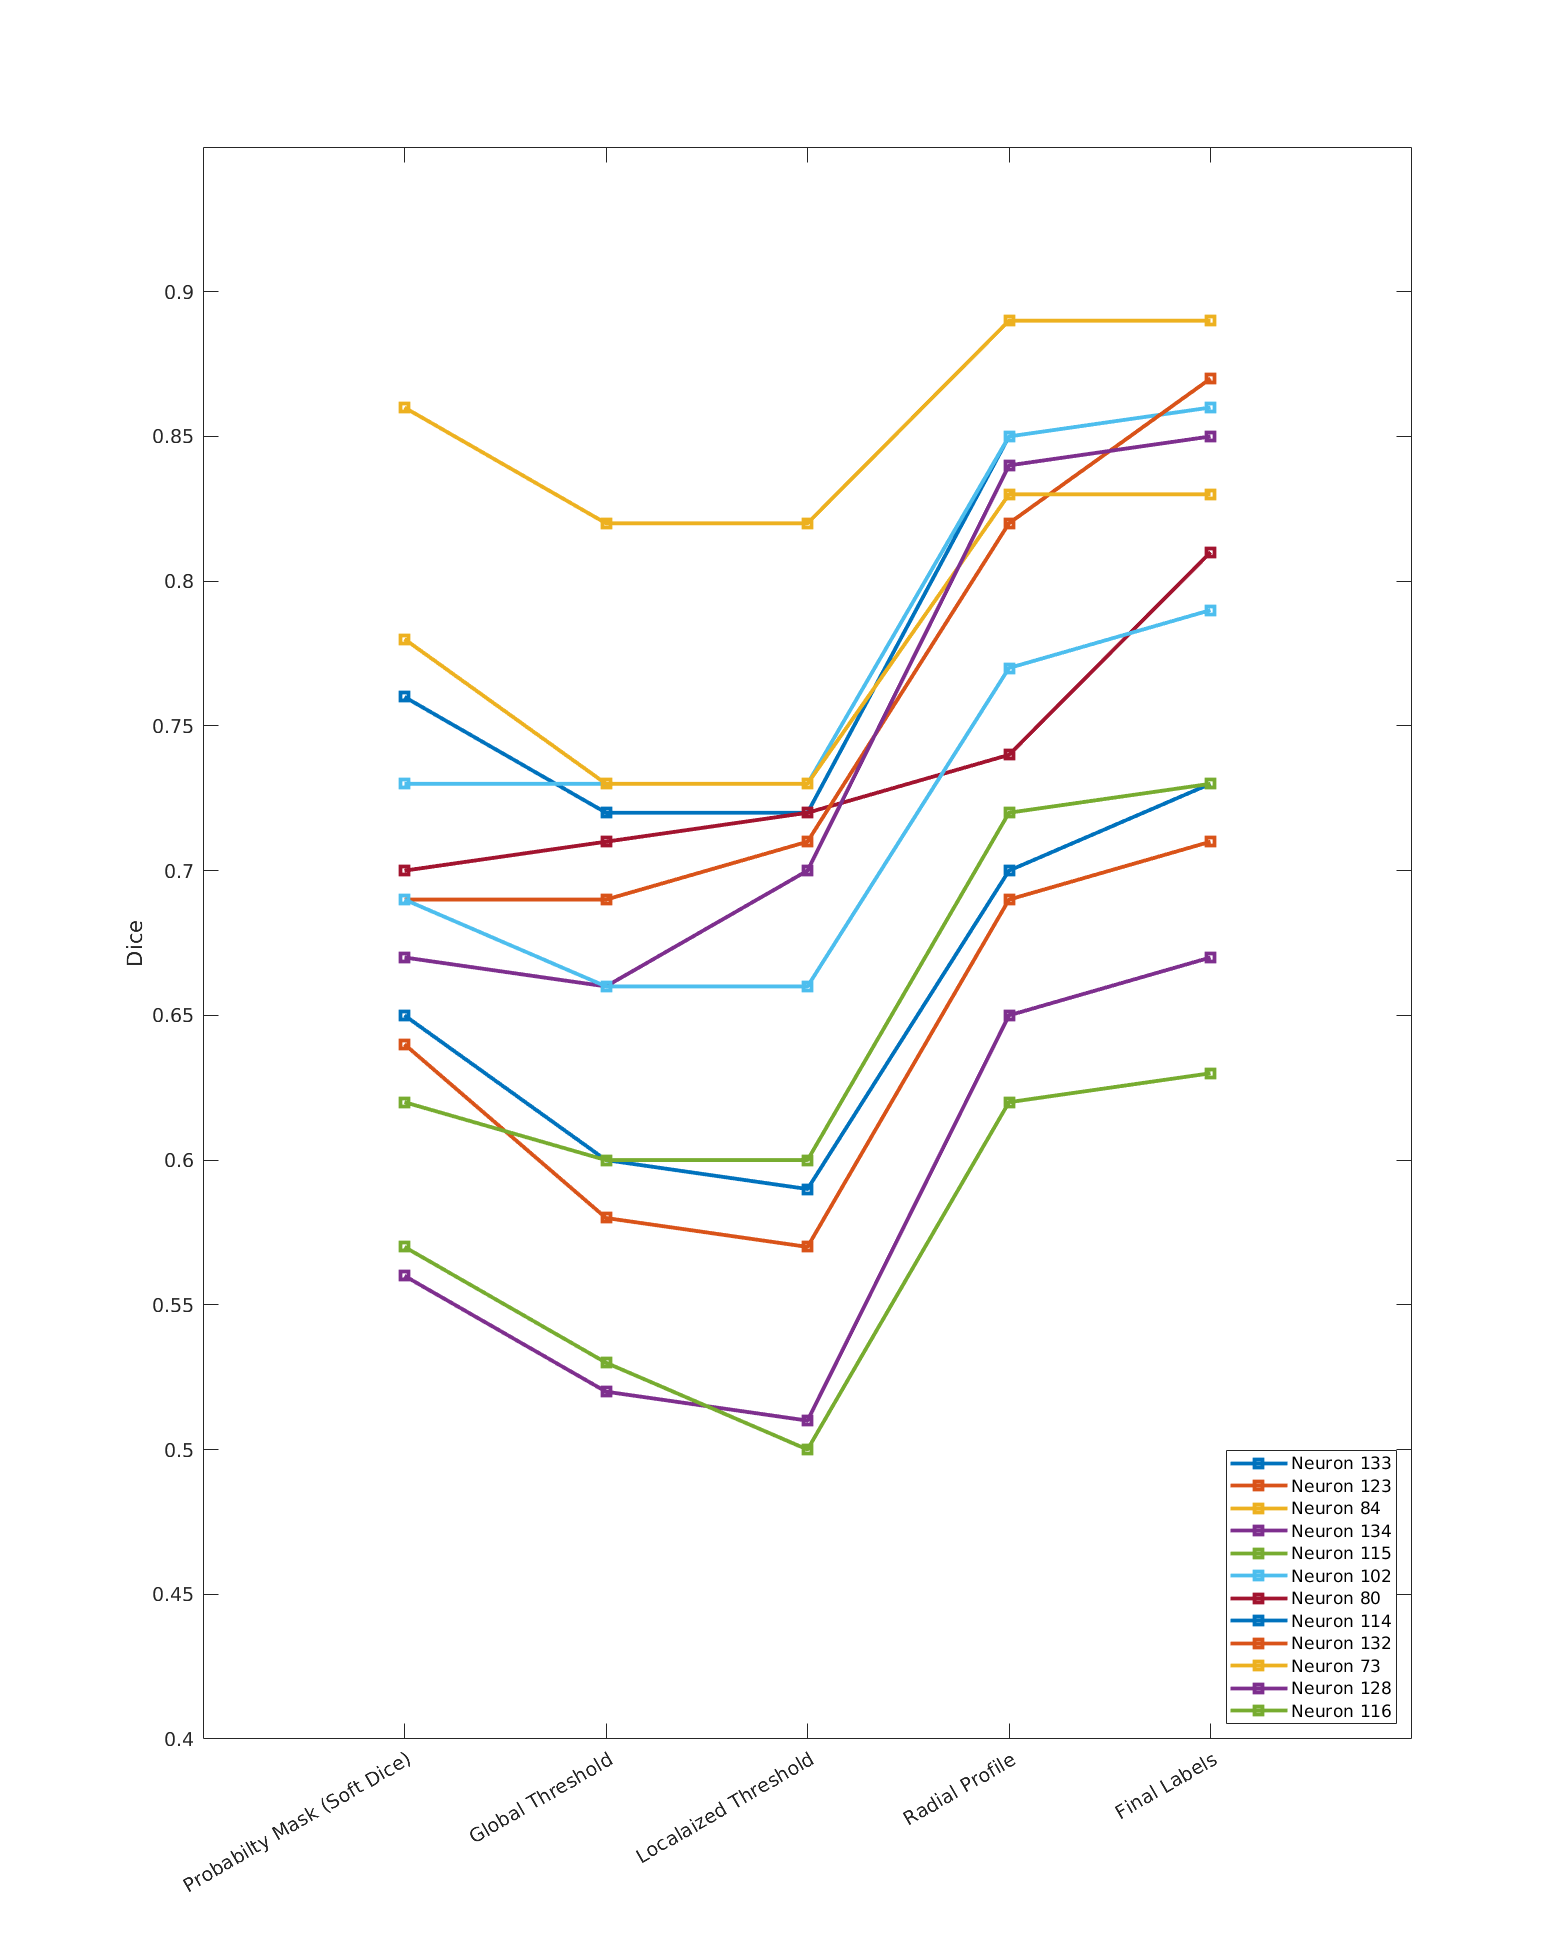 0.9
0.85
0.8
0.75
0.7
0.65
0.6
0.55
0.5
0.45
0.4
Dice
Probabilty Mask (Soft Dice)
Global Threshold
Localaized Threshold
Radial Profile
Final Labels
Neuron 133
Neuron 123
Neuron 84
Neuron 134
Neuron 115
Neuron 102
Neuron 80
Neuron 114
Neuron 132
Neuron 73
Neuron 128
Neuron 116